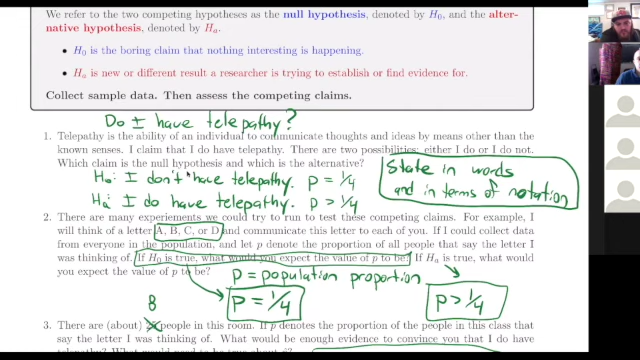 We refer to the two competing hypotheses as the null hypothesis, denoted by H0, and the alter-
native hypothesis, denoted by Ha.
• H0 is the boring claim that nothing interesting is happening.
• Ha is new or different result a researcher is trying to establish or find evidence for.
Collect sample data. Then assess the competing claims.
Do I have telepathy?
1. Telepathy is the ability of an individual to communicate thoughts and ideas by means other than the
known senses. I claim that I do have telepathy. There are two possibilities: either I do or I do not.
Which claim is the null hypothesis and which is the alternative?
H0: I don't have telepathy. p = 1/4
Ha: I do have telepathy. p > 1/4
State in words
and in terms of notation
2. There are many experiements we could try to run to test these competing claims. For example, I
will think of a letter A, B, C, or D and communicate this letter to each of you. If I could collect data
from everyone in the population, and let p denote the proportion of all people that say the letter I
was thinking of. If H0 is true, what would you expect the value of p to be? If Ha is true, what would
you expect the value of p to be?
p = population proportion
p = 1/4
p > 1/4
8
3. There are (about) people in this room. If p denotes the proportion of the people in this class that
say the letter I was thinking of. What would be enough evidence to convince you that I do have
telepathy? What would need to be true about